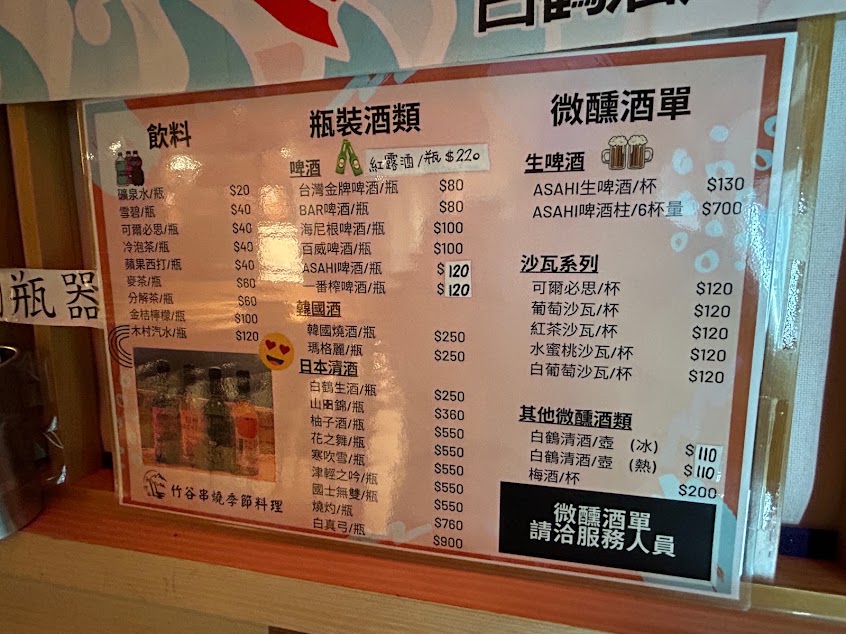 白鶴酒
瓶器
飲料
礦泉水/瓶 $20
雪碧/瓶 $40
可爾必思/瓶 $40
冷泡茶/瓶 $40
蘋果西打/瓶 $40
麥茶/瓶 $60
分解茶/瓶 $60
金桔檸檬/瓶 $100
木村汽水/瓶 $120
竹谷串燒季節料理
瓶裝酒類
啤酒
紅露酒/瓶 $220
台灣金牌啤酒/瓶 $80
BAR啤酒/瓶 $80
海尼根啤酒/瓶 $100
百威啤酒/瓶 $100
ASAHI啤酒/瓶 $120
一番榨啤酒/瓶 $120
韓國酒
韓國燒酒/瓶 $250
瑪格麗/瓶 $250
日本清酒
白鶴生酒/瓶 $250
山田錦/瓶 $360
柚子酒/瓶 $550
花之舞/瓶 $550
寒吹雪/瓶 $550
津輕之吟/瓶 $550
國士無雙/瓶 $550
燒灼/瓶 $760
白真弓/瓶 $900
微醺酒單
生啤酒
ASAHI生啤酒/杯 $130
ASAHI啤酒柱/6杯量 $700
沙瓦系列
可爾必思/杯 $120
葡萄沙瓦/杯 $120
紅茶沙瓦/杯 $120
水蜜桃沙瓦/杯 $120
白葡萄沙瓦/杯 $120
其他微醺酒類
白鶴清酒/壺 (冰) $110
白鶴清酒/壺 (熱) $110
梅酒/杯 $200
微醺酒單
請洽服務人員